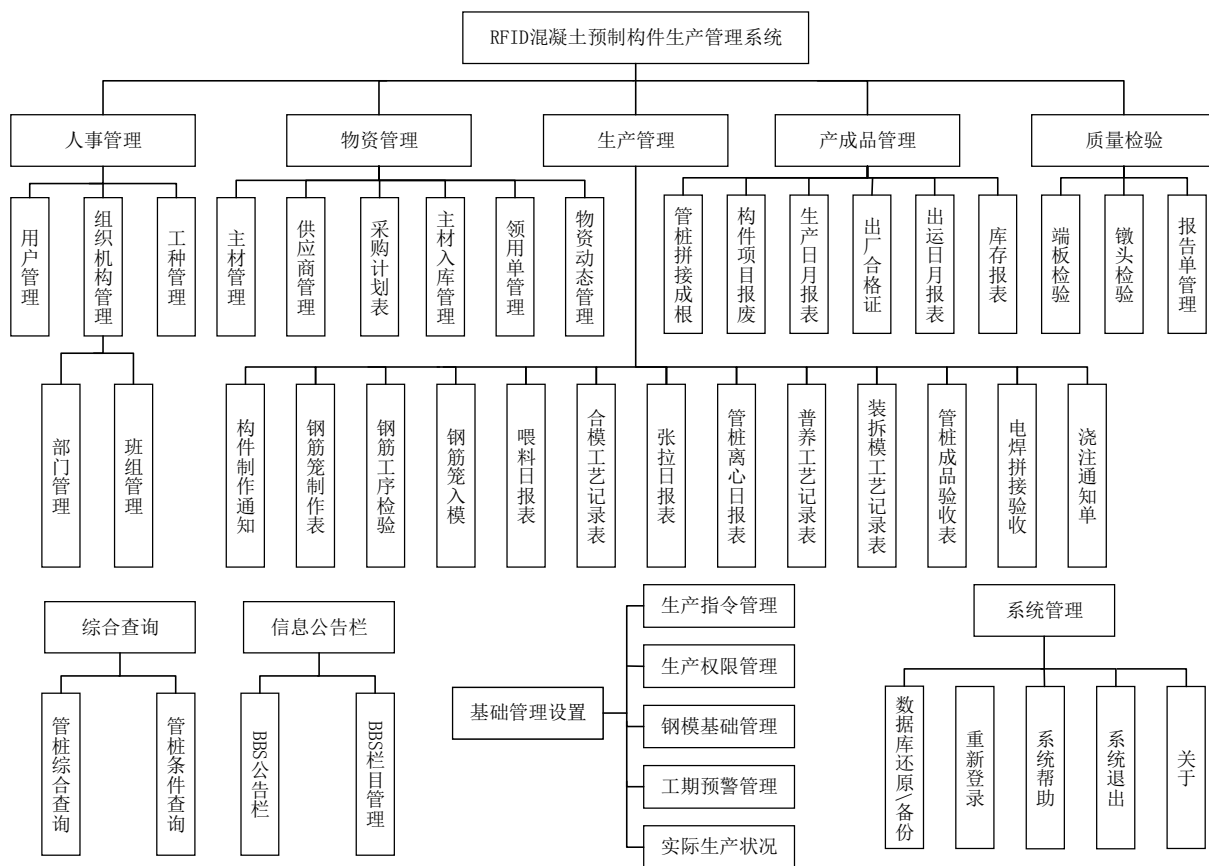 RFID混凝土预制构件生产管理系统
人事管理
物资管理
生产管理
产成品管理
质量检验
用户管理
组织机构管理
工种管理
主材管理
供应商管理
采购计划表
主材入库管理
领用单管理
物资动态管理
管桩拼接成根
构件项目报废
生产日月报表
出厂合格证
出运日月报表
库存报表
端板检验
镦头检验
报告单管理
部门管理
班组管理
构件制作通知
钢筋笼制作表
钢筋工序检验
钢筋笼入模
喂料日报表
合模工艺记录表
张拉日报表
管桩离心日报表
普养工艺记录表
装拆模工艺记录表
管桩成品验收表
电焊拼接验收
浇注通知单
综合查询
信息公告栏
管桩综合查询
管桩条件查询
BBS公告栏
BBS栏目管理
基础管理设置
生产指令管理
生产权限管理
钢模基础管理
工期预警管理
实际生产状况
系统管理
数据库还原\备份
重新登录
系统帮助
系统退出
关于